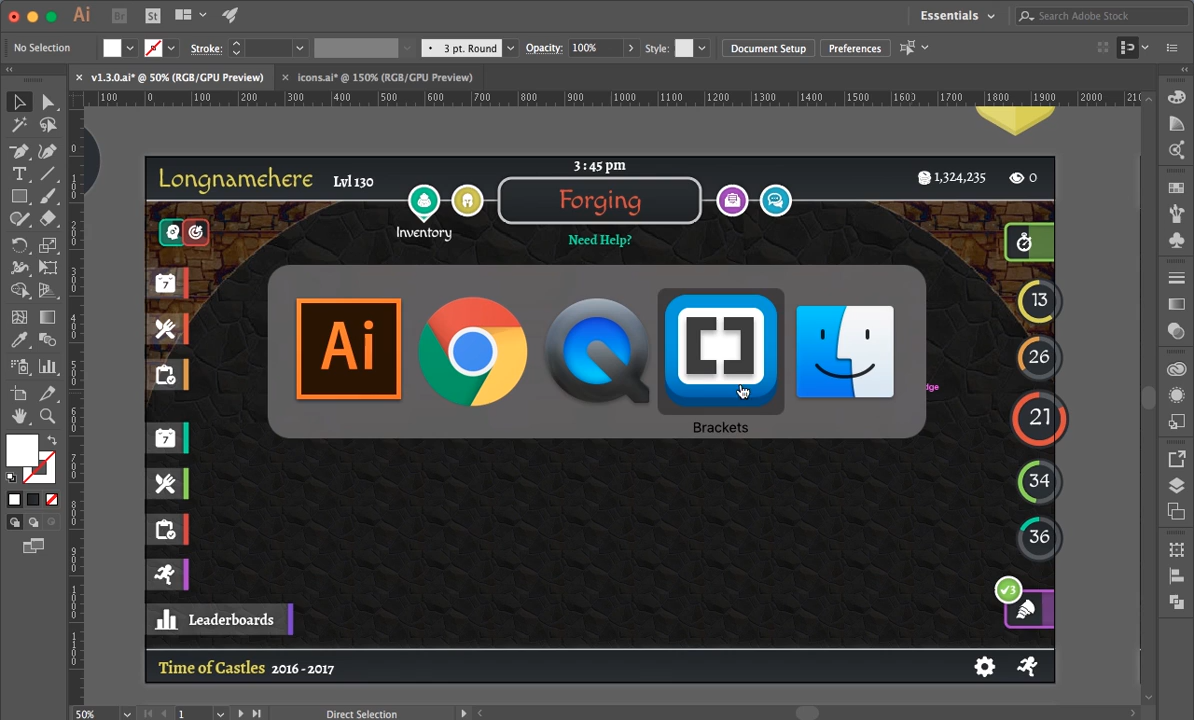 Ai Br St Essentials Search Adobe Stock
No Selection Stroke: 3 pt. Round Opacity: 100% Style: Document Setup Preferences
× v1.3.0.ai* @ 50% (RGB/GPU Preview) × icons.ai* @ 150% (RGB/GPU Preview)
100 0 100 200 300 400 500 600 700 800 900 1000 1100 1200 1300 1400 1500 1600 1700 1800 1900 2000
Longnamehere Lvl 130
3:45 pm
Forging
1,324,235 0
Inventory
Need Help?
7
13
Ai
26
dge
21
Brackets
7
34
36
3
Leaderboards
Time of Castles 2016 - 2017
50% 1 Direct Selection